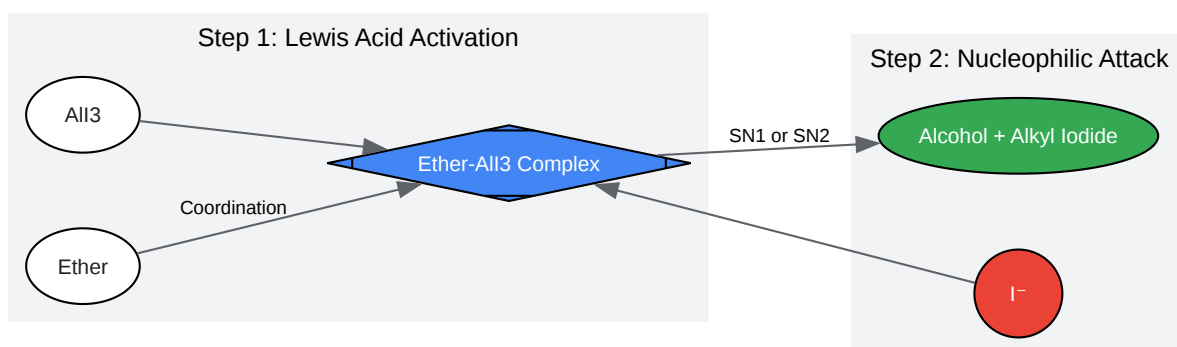 Step 1: Lewis Acid Activation
AlI3
Ether
Coordination
Ether-AlI3 Complex
SN1 or SN2
Step 2: Nucleophilic Attack
Alcohol + Alkyl Iodide
I⁻